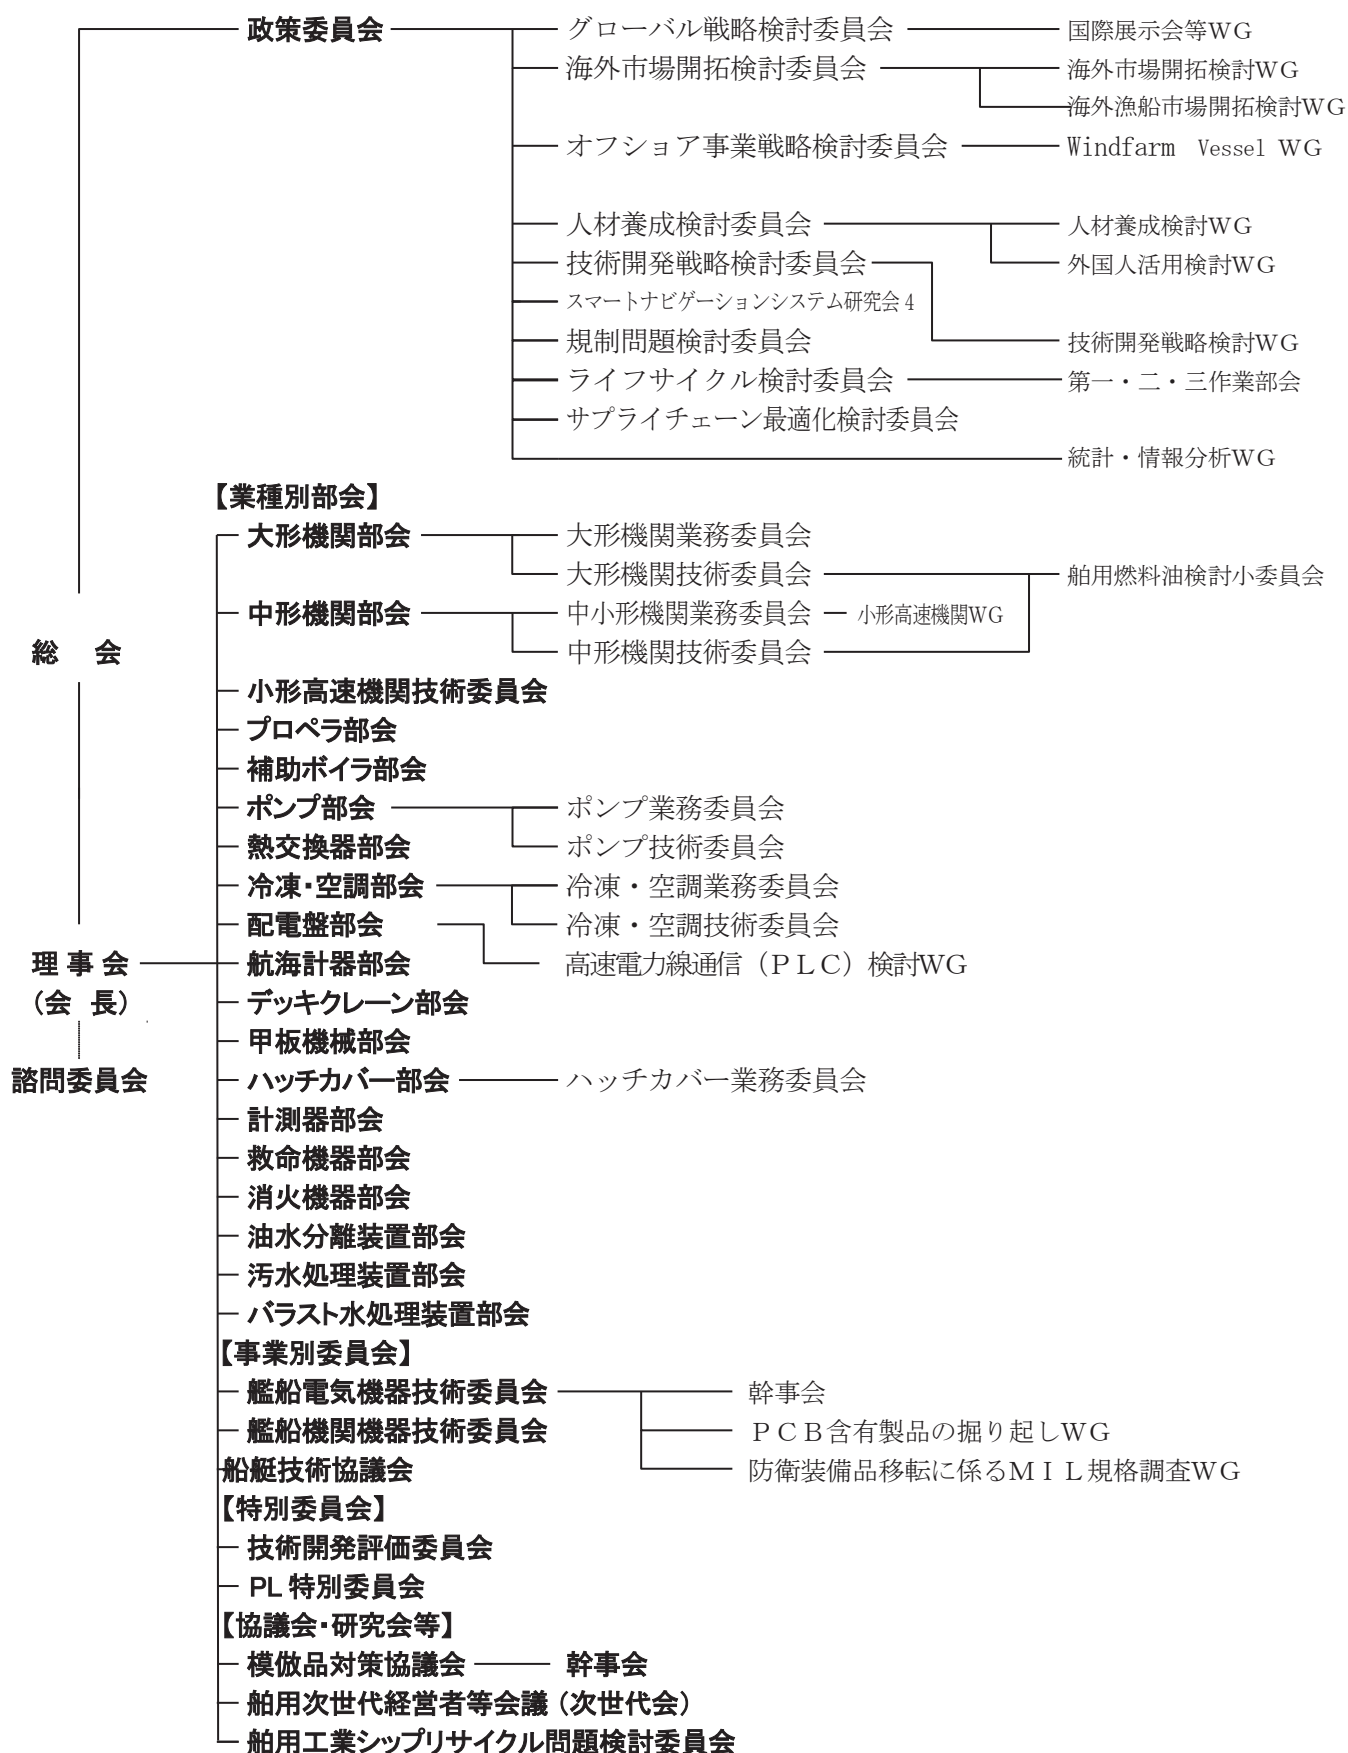 政策委員会 グローバル戦略検討委員会 国際展示会等WG
海外市場開拓検討委員会 海外市場開拓検討WG
海外漁船市場開拓検討WG
オフショア事業戦略検討委員会 Windfarm Vessel WG
人材養成検討委員会 人材養成検討WG
技術開発戦略検討委員会 外国人活用検討WG
スマートナビゲーションシステム研究会4
規制問題検討委員会 技術開発戦略検討WG
ライフサイクル検討委員会 第一・二・三作業部会
サプライチェーン最適化検討委員会
統計・情報分析WG
【業種別部会】
大形機関部会 大形機関業務委員会
大形機関技術委員会 舶用燃料油検討小委員会
中形機関部会 中小形機関業務委員会 小形高速機関WG
総 会 中形機関技術委員会
小形高速機関技術委員会
プロペラ部会
補助ボイラ部会
ポンプ部会 ポンプ業務委員会
熱交換器部会 ポンプ技術委員会
冷凍・空調部会 冷凍・空調業務委員会
配電盤部会 冷凍・空調技術委員会
理事会 航海計器部会 高速電力線通信（PLC）検討WG
（会 長） デッキクレーン部会
甲板機械部会
諮問委員会 ハッチカバー部会 ハッチカバー業務委員会
計測器部会
救命機器部会
消火機器部会
油水分離装置部会
汚水処理装置部会
バラスト水処理装置部会
【事業別委員会】
艦船電気機器技術委員会 幹事会
艦船機関機器技術委員会 PCB含有製品の掘り起しWG
船艇技術協議会 防衛装備品移転に係るMIL規格調査WG
【特別委員会】
技術開発評価委員会
PL特別委員会
【協議会・研究会等】
模倣品対策協議会 幹事会
舶用次世代経営者等会議（次世代会）
舶用工業シップリサイクル問題検討委員会